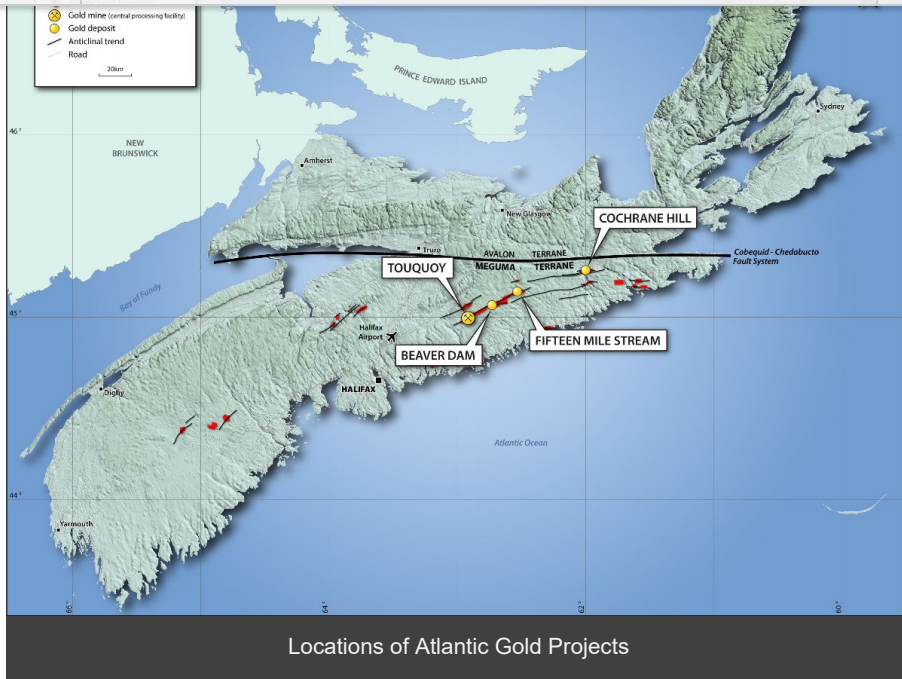 Gold mine (central processing facility)
Gold deposit
Anticlinal trend
Road
20km
PRINCE EDWARD ISLAND
Sydney
46°
NEW
BRUNSWICK
Amherst
New Glasgow
COCHRANE HILL
Truro
AVALON TERRANE
MEGUMA TERRANE
Cobequid - Chedabucto
Fault System
TOUQUOY
Bay of Fundy
45°
Halifax
Airport
FIFTEEN MILE STREAM
BEAVER DAM
HALIFAX
Digby
Atlantic Ocean
44°
Yarmouth
66°
64°
62°
60°
Locations of Atlantic Gold Projects